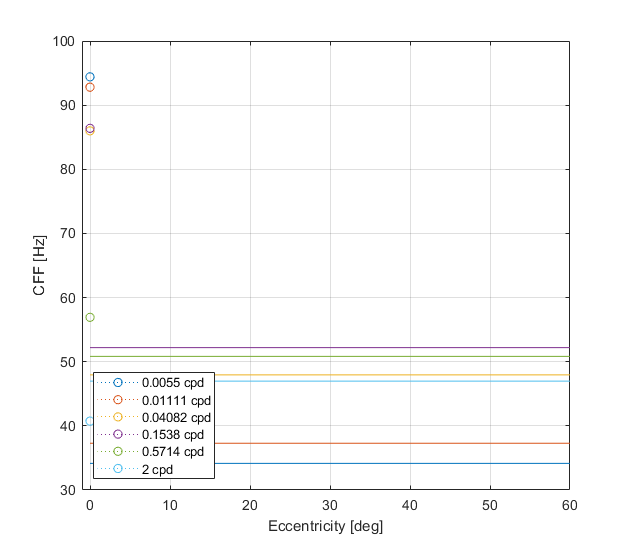 100
90
80
70
60
50
40
30
CFF [Hz]
0.0055 cpd
0.01111 cpd
0.04082 cpd
0.1538 cpd
0.5714 cpd
2 cpd
0 10 20 30 40 50 60
Eccentricity [deg]